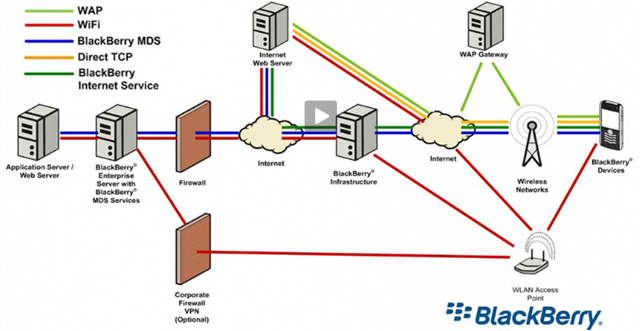 WAP
WiFi
BlackBerry MDS
Direct TCP
BlackBerry
Internet Service
Internet
Web Server
WAP Gateway
Application Server /
Web Server
BlackBerry®
Enterprise
Server with
BlackBerry®
MDS Services
Firewall
Internet
BlackBerry®
Infrastructure
Internet
Wireless
Networks
BlackBerry®
Devices
Corporate
Firewall
VPN
(Optional)
WLAN Access
Point
BlackBerry